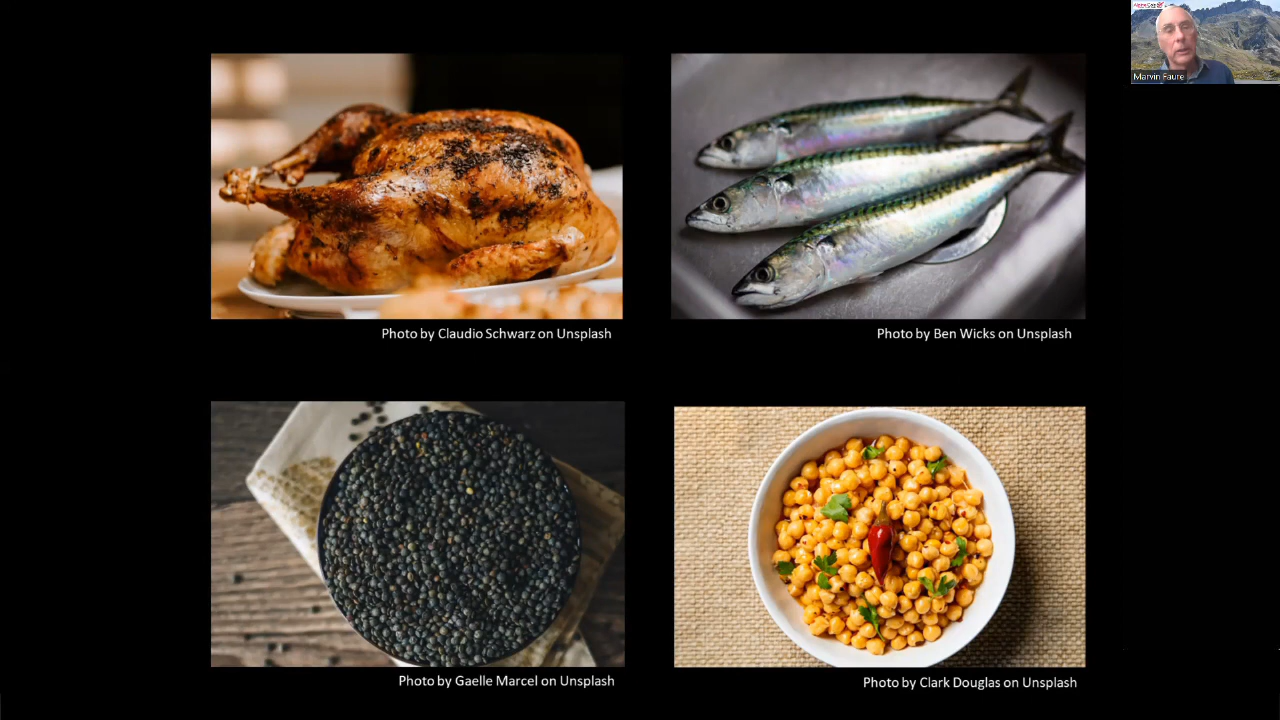 Marvin Faure
Photo by Claudio Schwarz on Unsplash
Photo by Ben Wicks on Unsplash
Photo by Gaelle Marcel on Unsplash
Photo by Clark Douglas on Unsplash